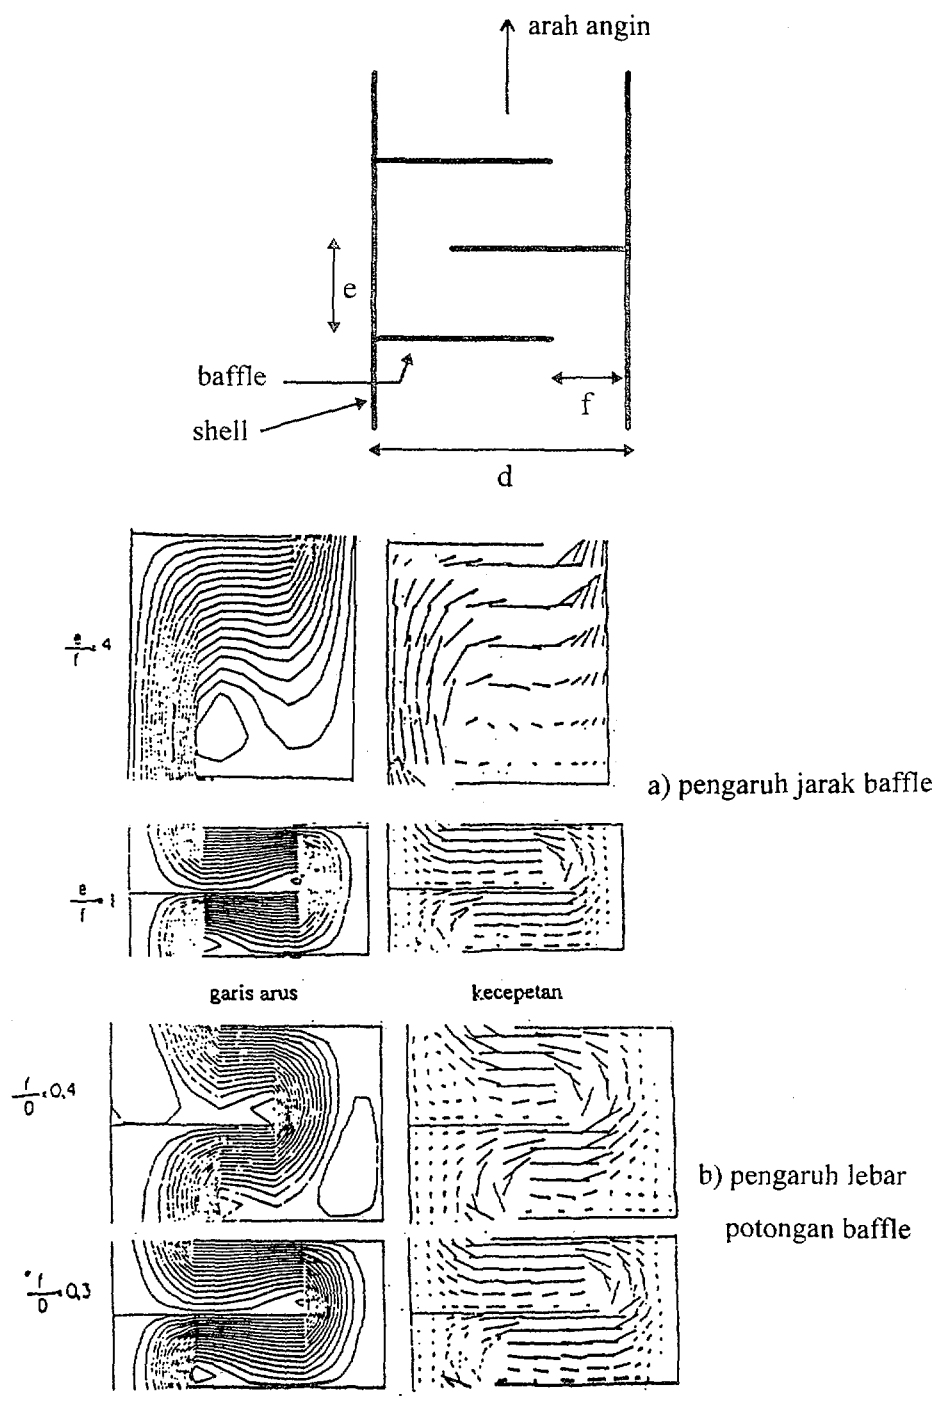 arah angin
e
baffle
f
shell
d
e/f = 4
a) pengaruh jarak baffle
e/f = 1
garis arus
kecepetan
f/D = 0,4
b) pengaruh lebar
potongan baffle
f/D = 0,3